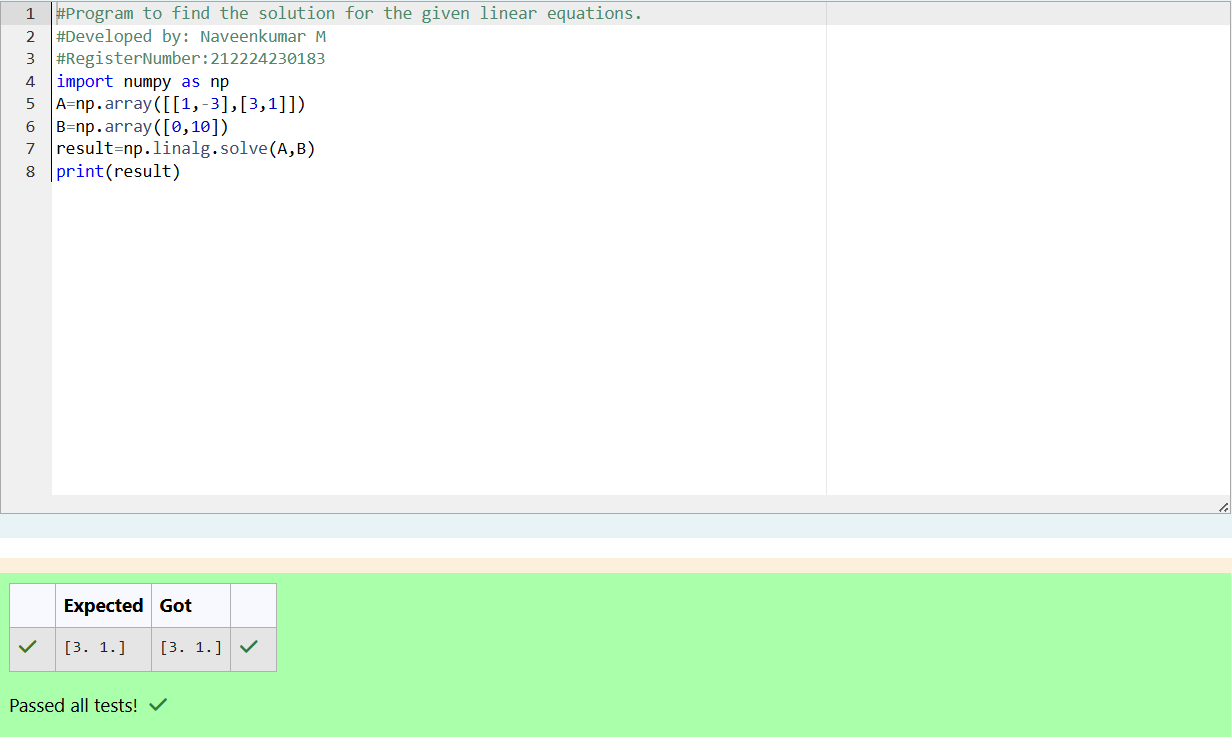 1 #Program to find the solution for the given linear equations.
2 #Developed by: Naveenkumar M
3 #RegisterNumber:212224230183
4 import numpy as np
5 A=np.array([[1,-3],[3,1]])
6 B=np.array([0,10])
7 result=np.linalg.solve(A,B)
8 print(result)
Expected Got
[3. 1.] [3. 1.]
Passed all tests!